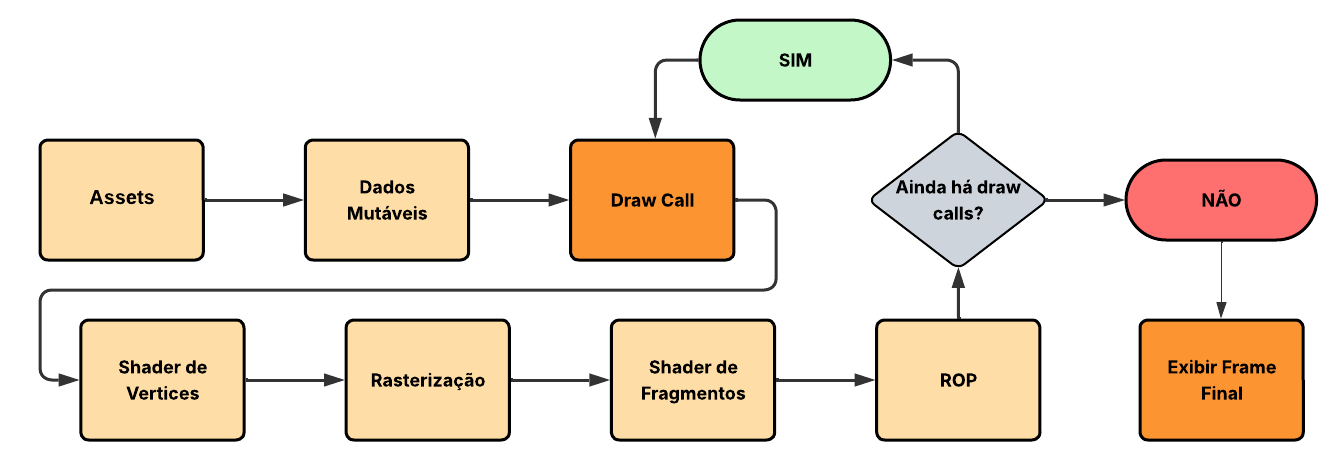 SIM
Assets
Dados
Mutáveis
Draw Call
Ainda há draw
calls?
NÃO
Shader de
Vertices
Rasterização
Shader de
Fragmentos
ROP
Exibir Frame
Final